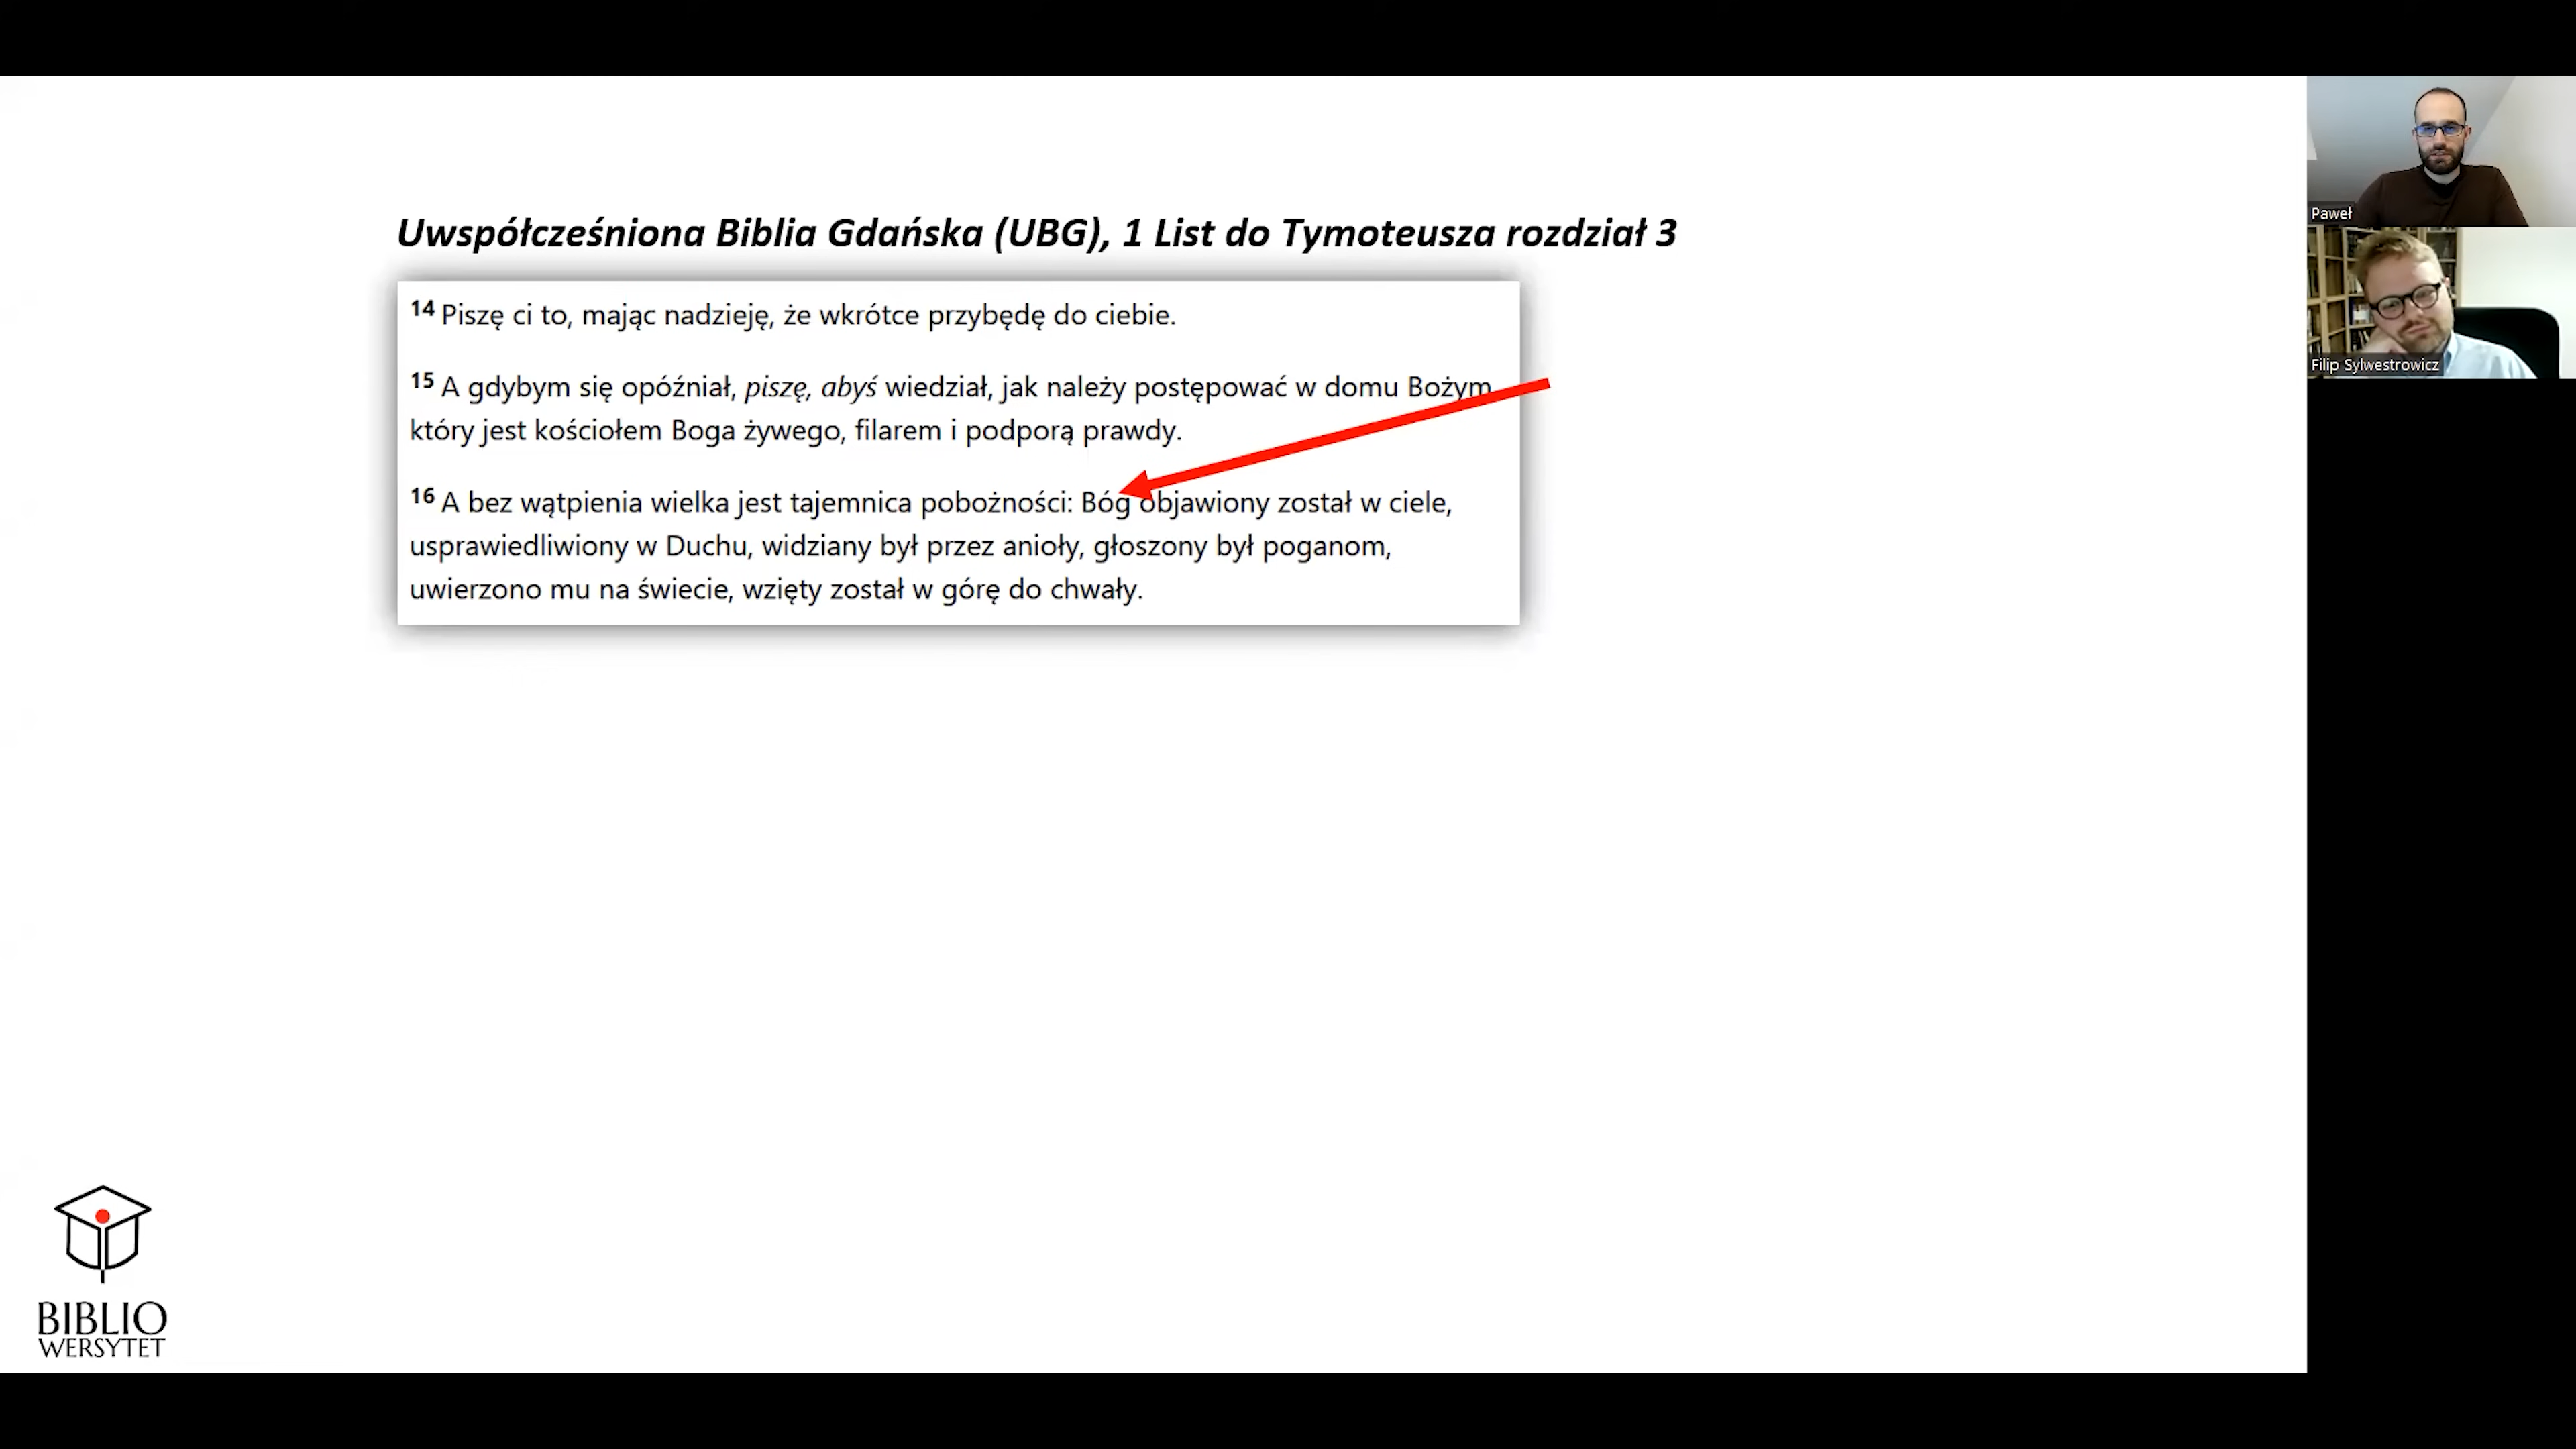 Uwspółcześniona Biblia Gdańska (UBG), 1 List do Tymoteusza rozdział 3
14 Piszę ci to, mając nadzieję, że wkrótce przybędę do ciebie.
15 A gdybym się opóźniał, piszę, abyś wiedział, jak należy postępować w domu Bożym
który jest kościołem Boga żywego, filarem i podporą prawdy.
16 A bez wątpienia wielka jest tajemnica pobożności: Bóg objawiony został w ciele,
usprawiedliwiony w Duchu, widziany był przez anioły, głoszony był poganom,
uwierzono mu na świecie, wzięty został w górę do chwały.
Paweł
Filip Sylwestrowicz
BIBLIO
WERSYTET